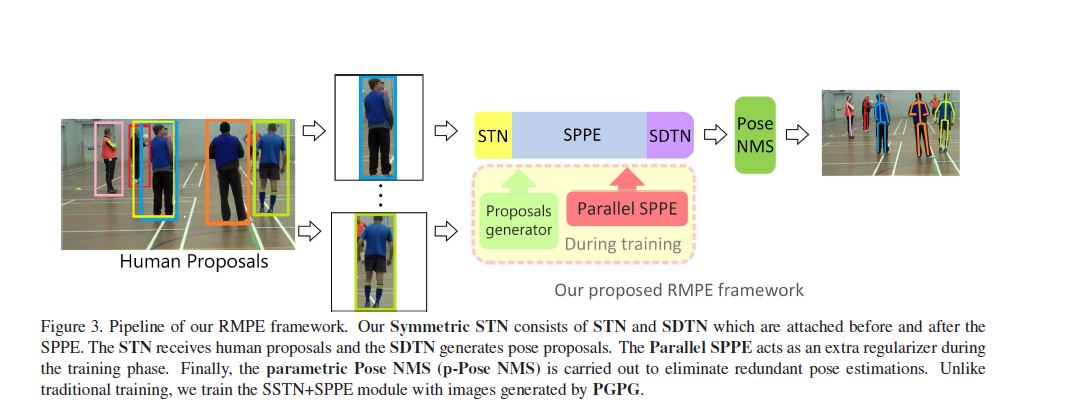 STN
SPPE
SDTN
Pose
NMS
Proposals
generator
Parallel SPPE
During training
Human Proposals
Our proposed RMPE framework
Figure 3. Pipeline of our RMPE framework. Our Symmetric STN consists of STN and SDTN which are attached before and after the
SPPE. The STN receives human proposals and the SDTN generates pose proposals. The Parallel SPPE acts as an extra regularizer during
the training phase. Finally, the parametric Pose NMS (p-Pose NMS) is carried out to eliminate redundant pose estimations. Unlike
traditional training, we train the SSTN+SPPE module with images generated by PGPG.